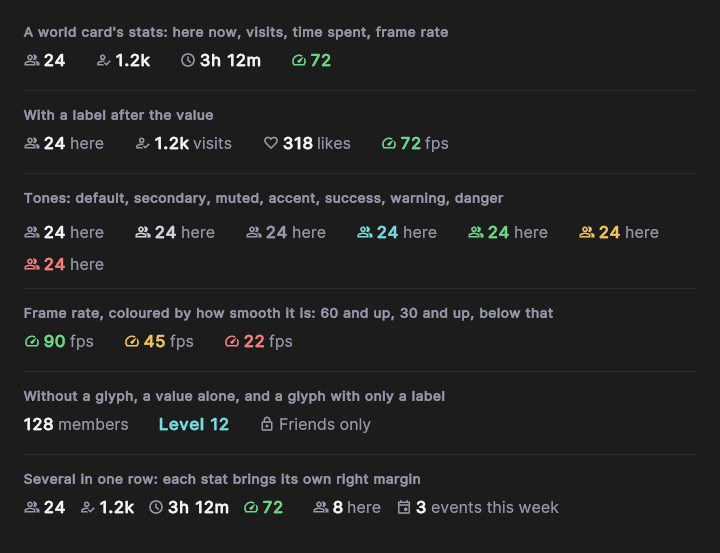 A world card's stats: here now, visits, time spent, frame rate
24 1.2k 3h 12m 72
With a label after the value
24 here 1.2k visits 318 likes 72 fps
Tones: default, secondary, muted, accent, success, warning, danger
24 here 24 here 24 here 24 here 24 here 24 here
24 here
Frame rate, coloured by how smooth it is: 60 and up, 30 and up, below that
90 fps 45 fps 22 fps
Without a glyph, a value alone, and a glyph with only a label
128 members Level 12 Friends only
Several in one row: each stat brings its own right margin
24 1.2k 3h 12m 72 8 here 3 events this week